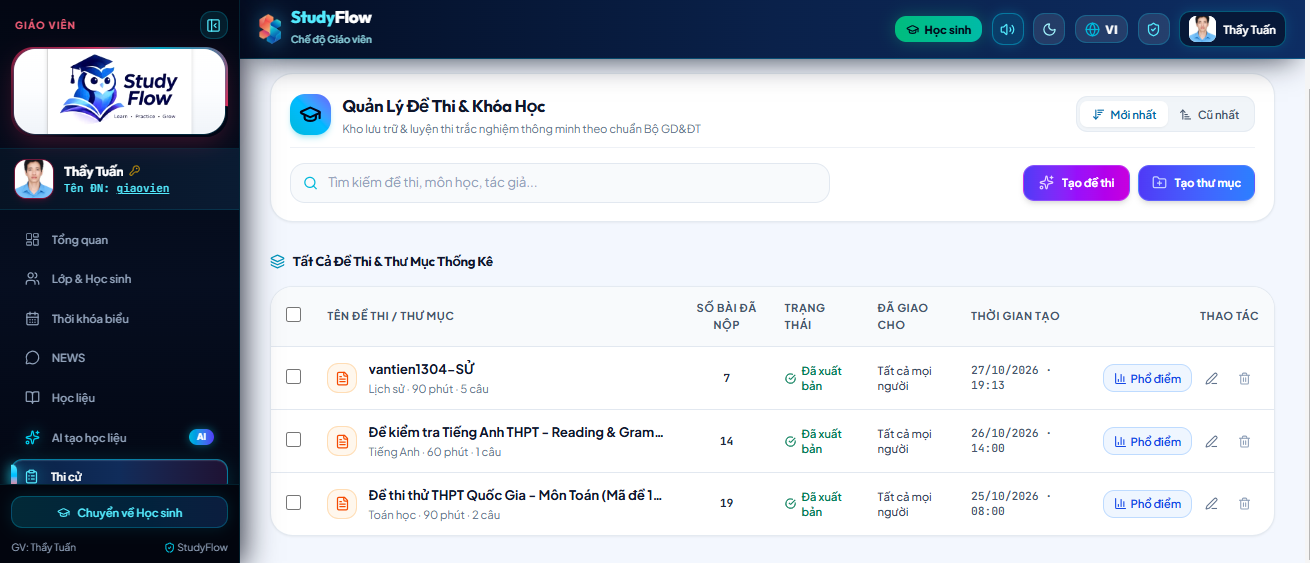 GIÁO VIÊN
Study
Flow
Learn • Practice • Grow
Thầy Tuấn
Tên ĐN: giaovien
Tổng quan
Lớp & Học sinh
Thời khóa biểu
NEWS
Học liệu
AI tạo học liệu
AI
Thi cử
Chuyển về Học sinh
GV: Thầy Tuấn
StudyFlow
StudyFlow
Chế độ Giáo viên
Học sinh
VI
Thầy Tuấn
Quản Lý Đề Thi & Khóa Học
Kho lưu trữ & luyện thi trắc nghiệm thông minh theo chuẩn Bộ GD&ĐT
Mới nhất
Cũ nhất
Tìm kiếm đề thi, môn học, tác giả...
Tạo đề thi
Tạo thư mục
Tất Cả Đề Thi & Thư Mục Thống Kê
TÊN ĐỀ THI / THƯ MỤC
SỐ BÀI ĐÃ
NỘP
TRẠNG
THÁI
ĐÃ GIAO
CHO
THỜI GIAN TẠO
THAO TÁC
vantien1304-SỬ
Lịch sử · 90 phút · 5 câu
7
Đã xuất
bản
Tất cả mọi
người
27/10/2026 ·
19:13
Phổ điểm
Đề kiểm tra Tiếng Anh THPT - Reading & Gram...
Tiếng Anh · 60 phút · 1 câu
14
Đã xuất
bản
Tất cả mọi
người
26/10/2026 ·
14:00
Phổ điểm
Đề thi thử THPT Quốc Gia - Môn Toán (Mã đề 1...
Toán học · 90 phút · 2 câu
19
Đã xuất
bản
Tất cả mọi
người
25/10/2026 ·
08:00
Phổ điểm